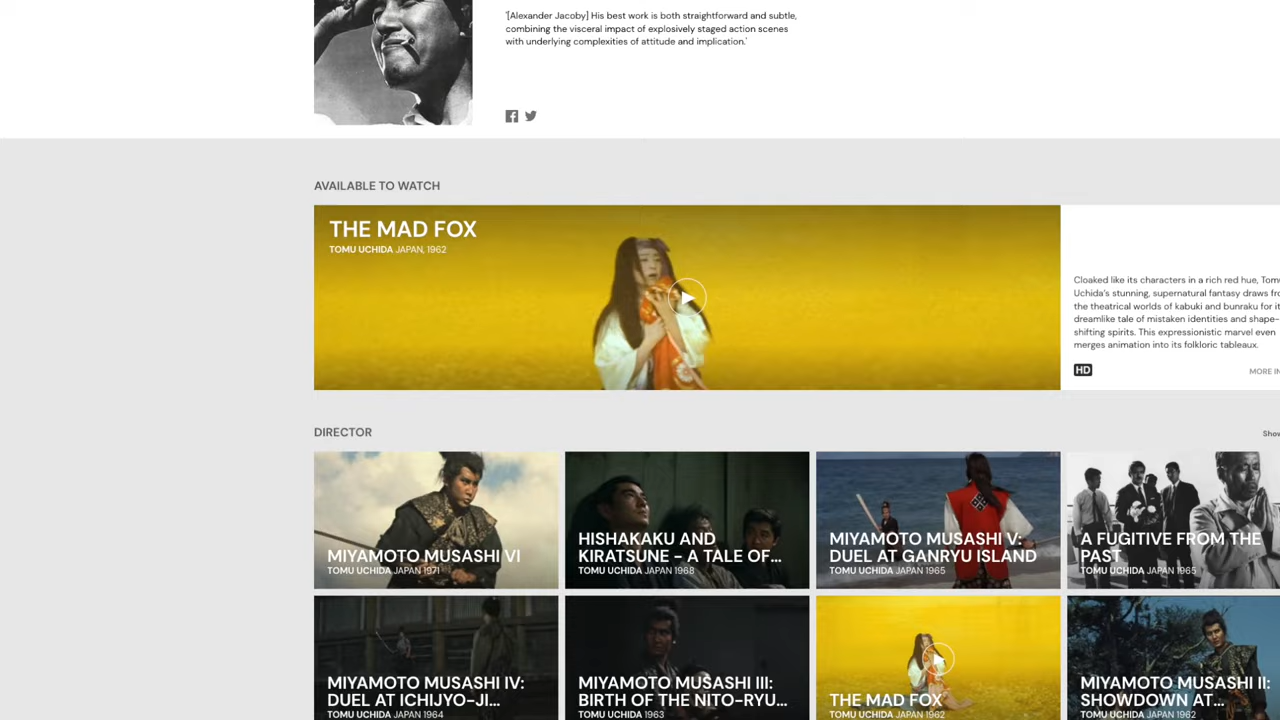 '[Alexander Jacoby] His best work is both straightforward and subtle,
combining the visceral impact of explosively staged action scenes
with underlying complexities of attitude and implication.'
AVAILABLE TO WATCH
THE MAD FOX
TOMU UCHIDA JAPAN, 1962
Cloaked like its characters in a rich red hue, Tomu
Uchida's stunning, supernatural fantasy draws fro
the theatrical worlds of kabuki and bunraku for it
dreamlike tale of mistaken identities and shape-
shifting spirits. This expressionistic marvel even
merges animation into its folkloric tableaux.
HD
MORE IN
DIRECTOR
Show
MIYAMOTO MUSASHI VI
TOMU UCHIDA JAPAN 1971
HISHAKAKU AND
KIRATSUNE – A TALE OF...
TOMU UCHIDA JAPAN 1968
MIYAMOTO MUSASHI V:
DUEL AT GANRYU ISLAND
TOMU UCHIDA JAPAN 1965
A FUGITIVE FROM THE
PAST
TOMU UCHIDA JAPAN 1965
MIYAMOTO MUSASHI IV:
DUEL AT ICHIJYO-JI...
TOMU UCHIDA JAPAN 1964
MIYAMOTO MUSASHI III:
BIRTH OF THE NITO-RYU...
TOMU UCHIDA JAPAN 1963
THE MAD FOX
TOMU UCHIDA JAPAN 1962
MIYAMOTO MUSASHI II:
SHOWDOWN AT...
TOMU UCHIDA JAPAN 1962